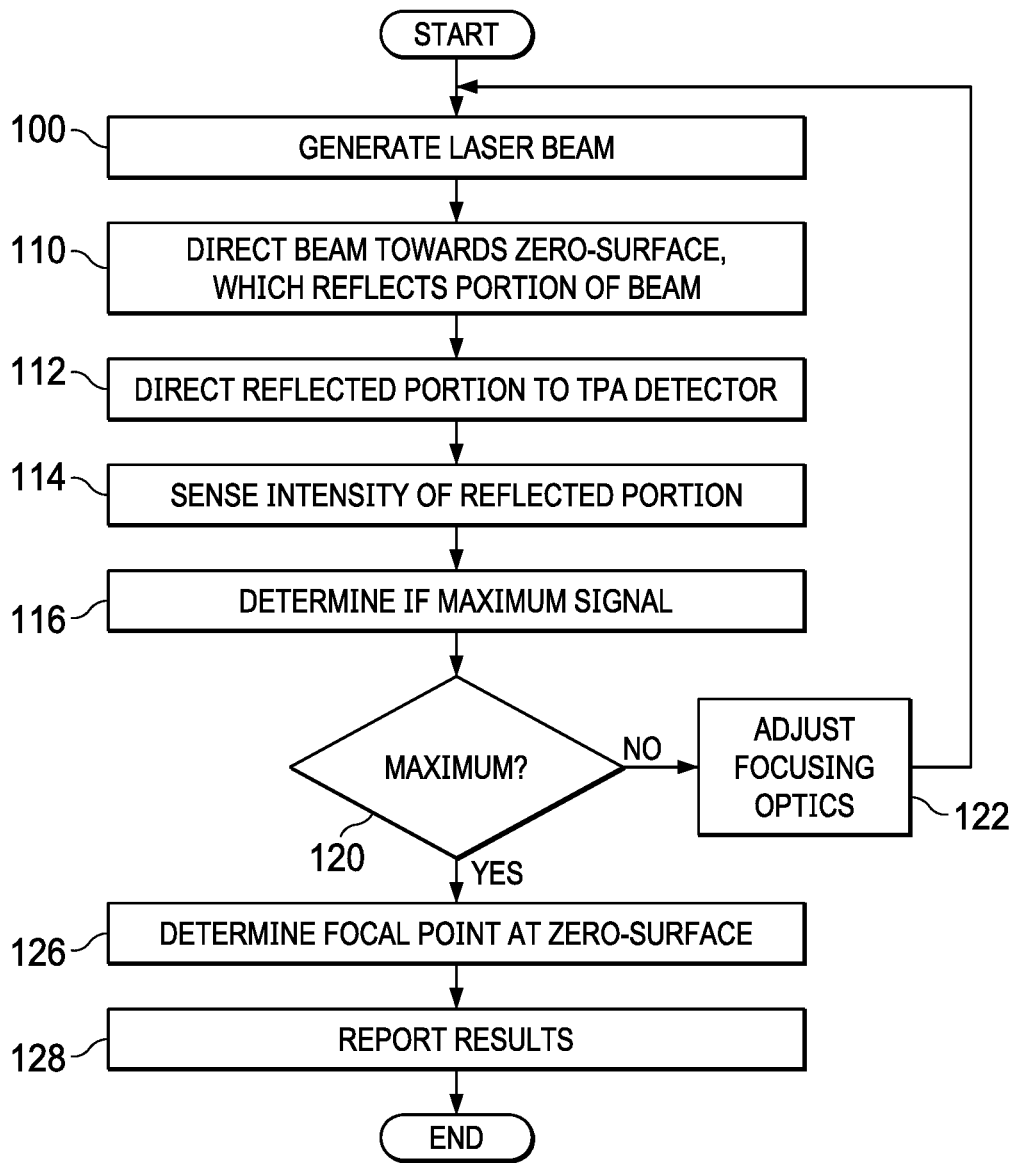 START
100
GENERATE LASER BEAM
110
DIRECT BEAM TOWARDS ZERO-SURFACE,
WHICH REFLECTS PORTION OF BEAM
112
DIRECT REFLECTED PORTION TO TPA DETECTOR
114
SENSE INTENSITY OF REFLECTED PORTION
116
DETERMINE IF MAXIMUM SIGNAL
MAXIMUM?
120
NO
ADJUST
FOCUSING
OPTICS
122
YES
126
DETERMINE FOCAL POINT AT ZERO-SURFACE
128
REPORT RESULTS
END